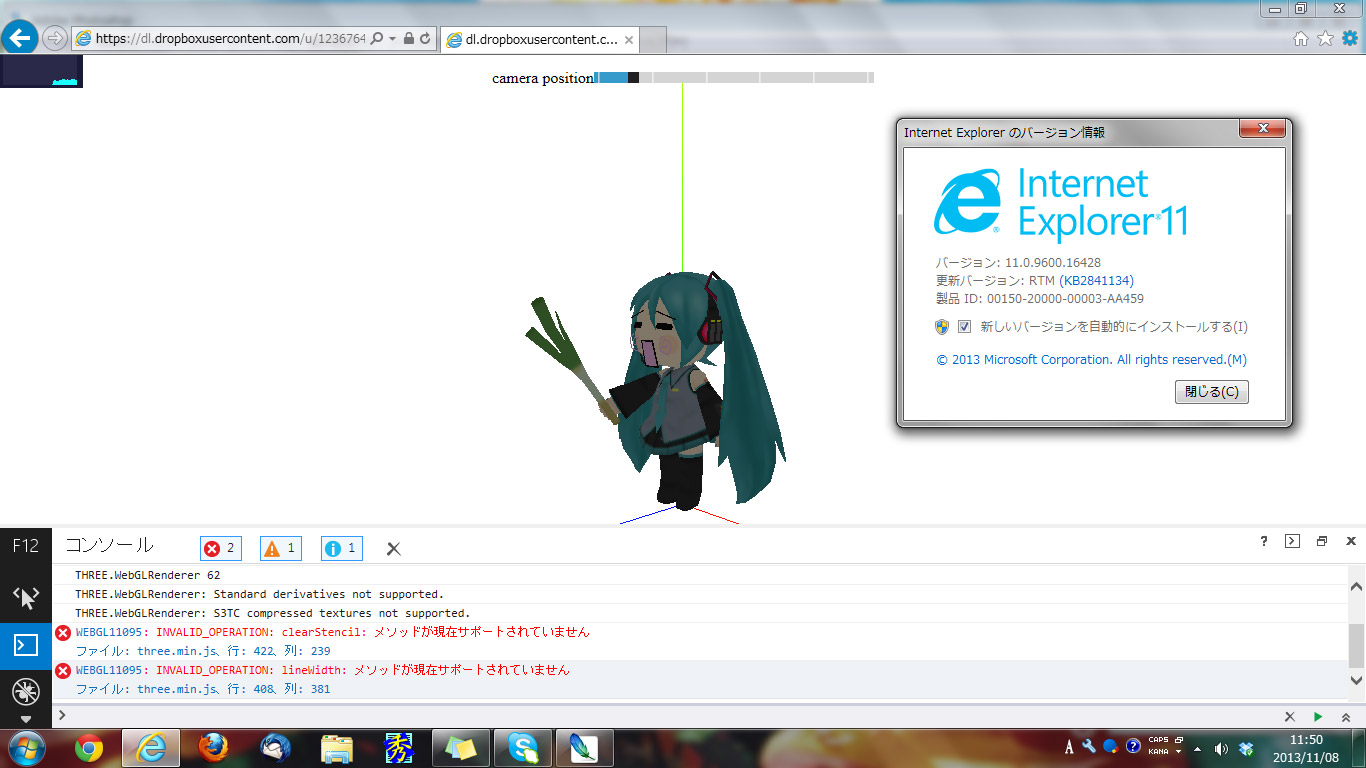 https://dl.dropboxusercontent.com/u/1236764
dl.dropboxusercontent.c...
camera position
Internet Explorer のバージョン情報
Internet
Explorer®11
バージョン: 11.0.9600.16428
更新バージョン: RTM (KB2841134)
製品 ID: 00150-20000-00003-AA459
新しいバージョンを自動的にインストールする(I)
© 2013 Microsoft Corporation. All rights reserved.(M)
閉じる(C)
F12
コンソール
2
1
1
THREE.WebGLRenderer 62
THREE.WebGLRenderer: Standard derivatives not supported.
THREE.WebGLRenderer: S3TC compressed textures not supported.
WEBGL11095: INVALID_OPERATION: clearStencil: メソッドが現在サポートされていません
ファイル: three.min.js、行: 422、列: 239
WEBGL11095: INVALID_OPERATION: lineWidth: メソッドが現在サポートされていません
ファイル: three.min.js、行: 408、列: 381
秀
A
CAPS
KANA
11:50
2013/11/08